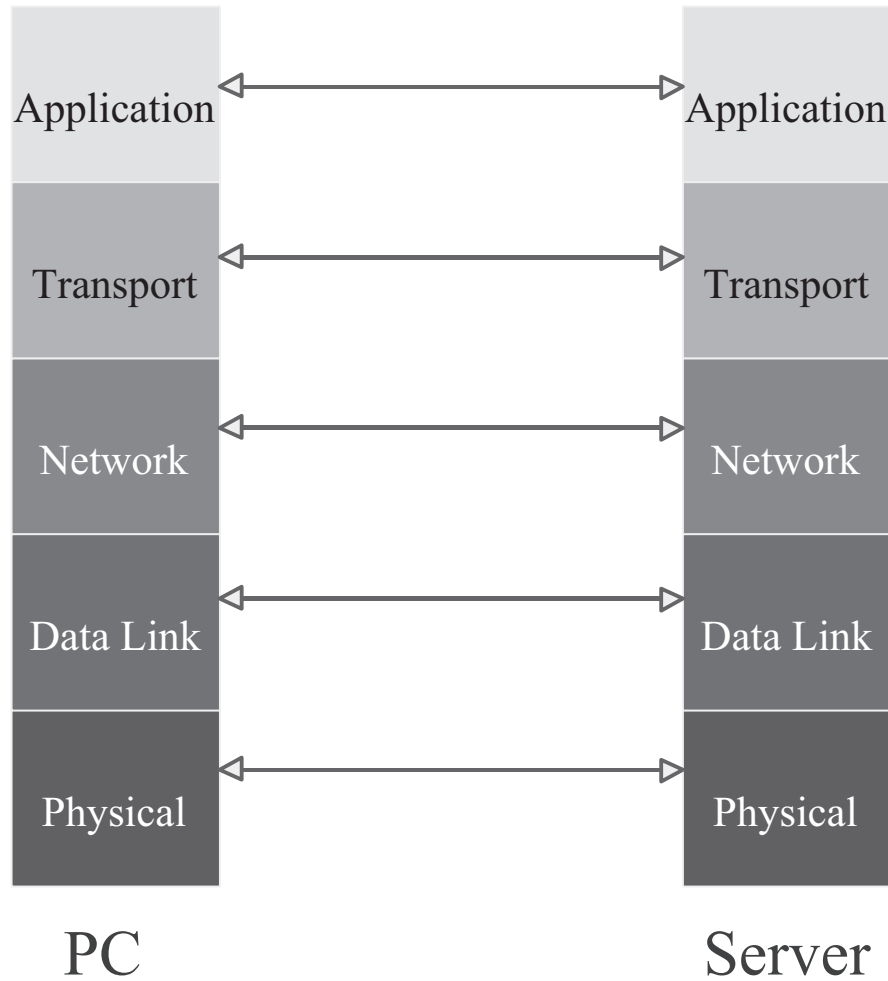 Application
Application
Transport
Transport
Network
Network
Data Link
Data Link
Physical
Physical
PC
Server